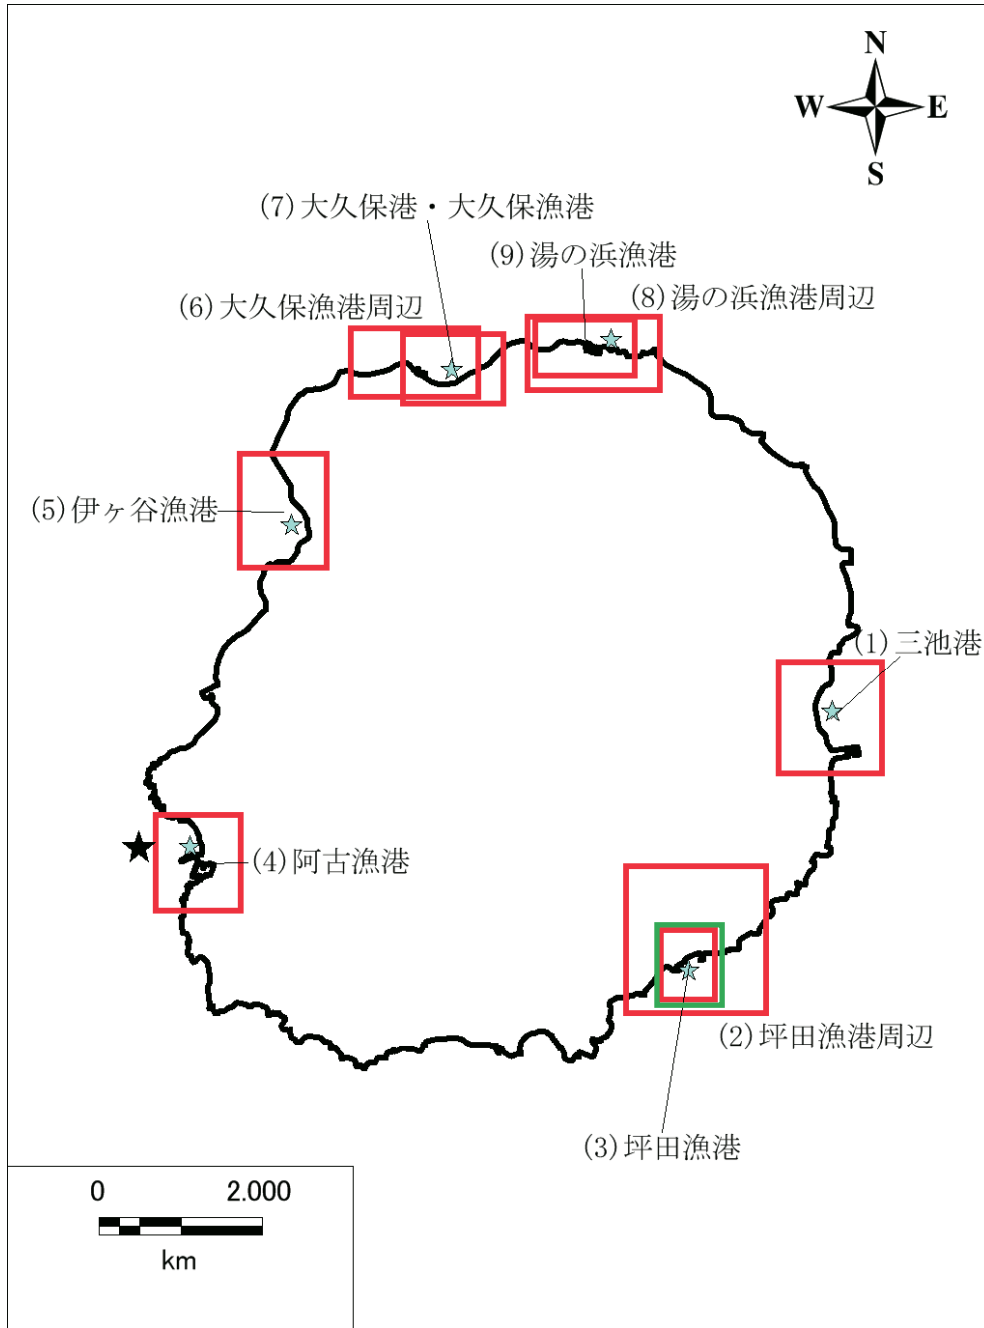 N
W
E
S
(7)大久保港・大久保漁港
(9)湯の浜漁港
(8)湯の浜漁港周辺
(6)大久保漁港周辺
(5)伊ヶ谷漁港
(1)三池港
(4)阿古漁港
(2)坪田漁港周辺
(3)坪田漁港
0 2.000
km